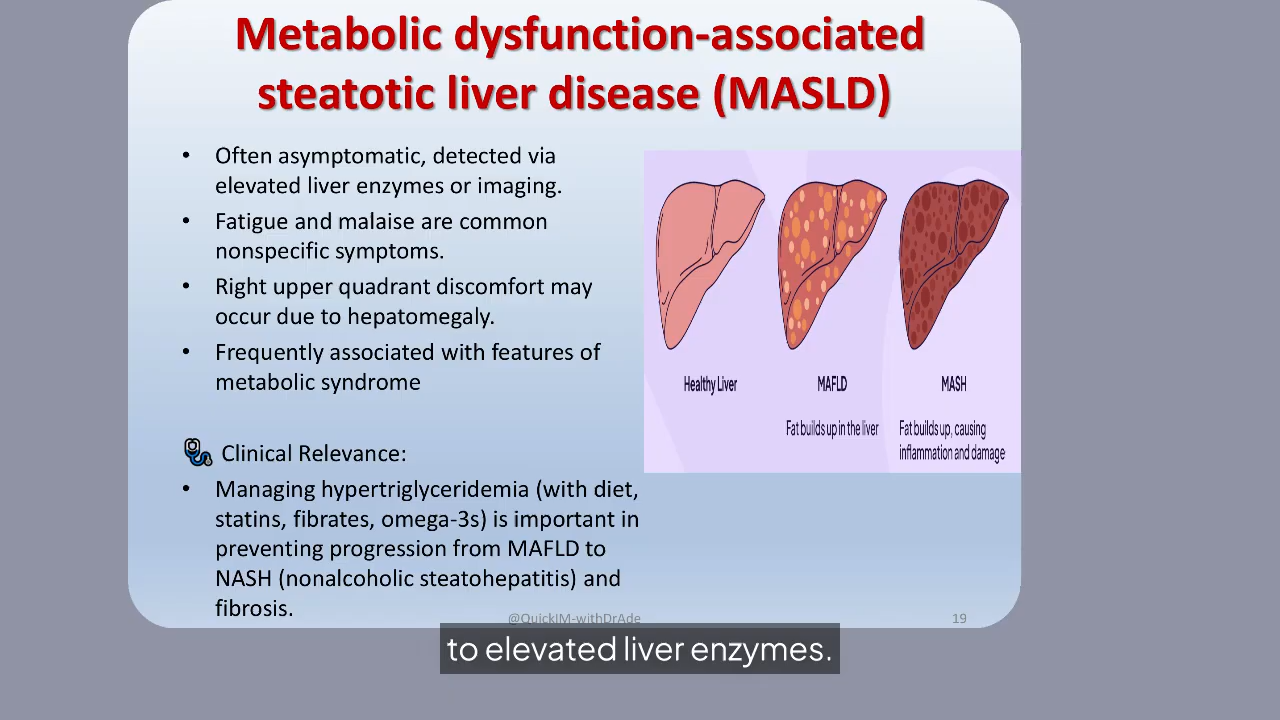 Metabolic dysfunction-associated
steatotic liver disease (MASLD)
• Often asymptomatic, detected via
elevated liver enzymes or imaging.
• Fatigue and malaise are common
nonspecific symptoms.
• Right upper quadrant discomfort may
occur due to hepatomegaly.
• Frequently associated with features of
metabolic syndrome
Clinical Relevance:
• Managing hypertriglyceridemia (with diet,
statins, fibrates, omega-3s) is important in
preventing progression from MAFLD to
NASH (nonalcoholic steatohepatitis) and
fibrosis.
Healthy Liver
MAFLD
Fat builds up in the liver
MASH
Fat builds up, causing
inflammation and damage
@QuickIM-withDrAde
19
to elevated liver enzymes.